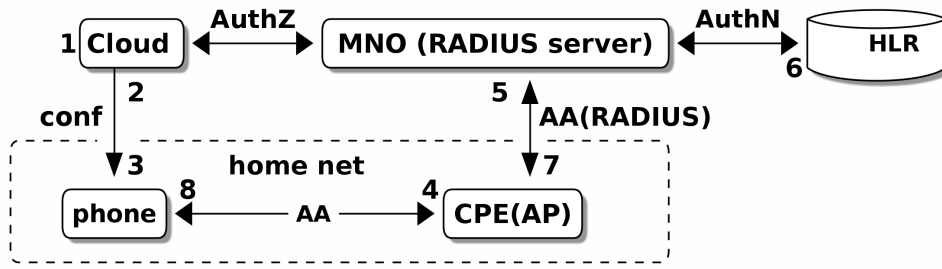 AuthZ
AuthN
1 Cloud
MNO (RADIUS server)
HLR
6
2
5
conf
AA(RADIUS)
3
home net
7
8
4
phone
AA
CPE(AP)